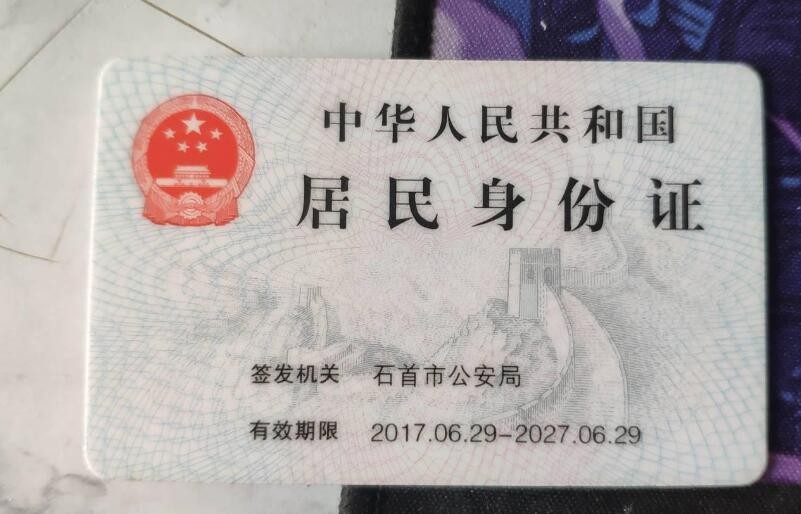 中华人民共和国
居民身份证
签发机关 石首市公安局
有效期限 2017.06.29-2027.06.29